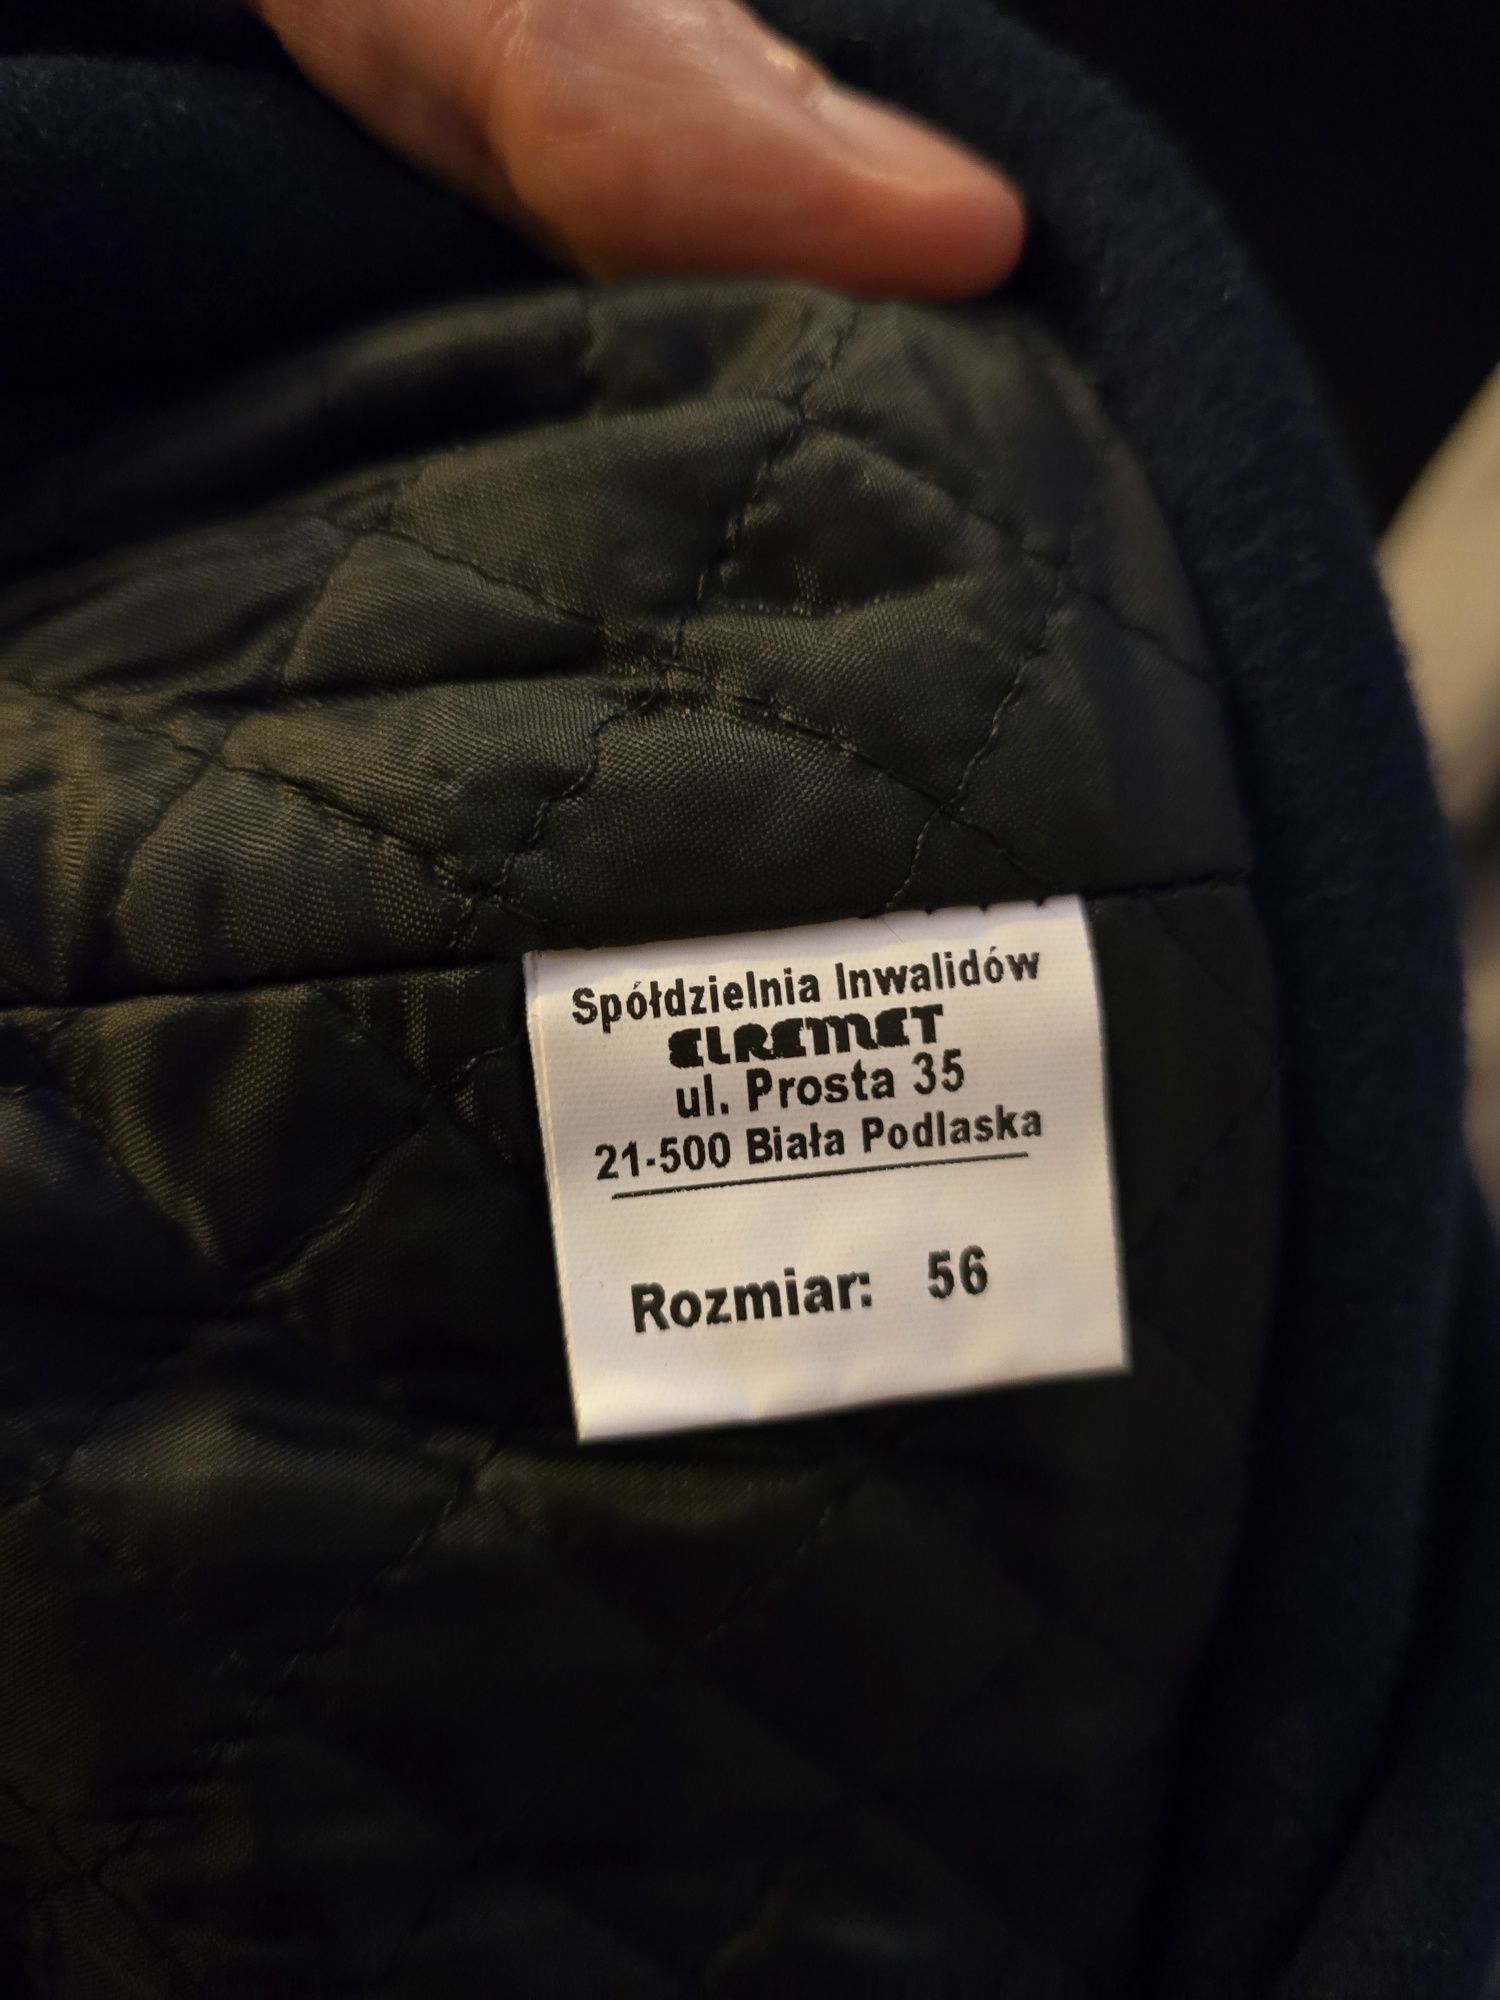 Spółdzielnia Inwalidów
ELREMET
ul. Prosta 35
21-500 Biała Podlaska
Rozmiar: 56